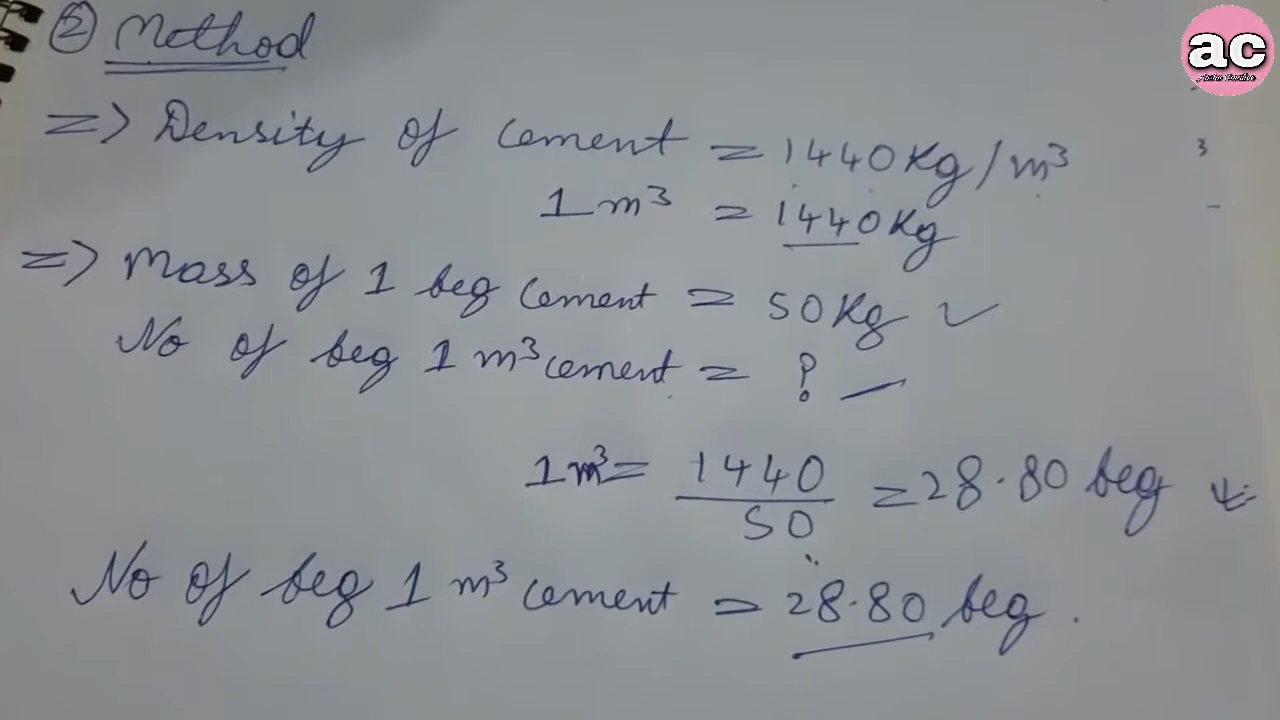 ② Method
=> Density of cement = 1440 Kg/m³
1 m³ = 1440 Kg
=> Mass of 1 beg cement = 50 Kg ✓
No of beg 1 m³ cement = ?
1 m³ = 1440/50 = 28.80 beg
No of beg 1 m³ cement = 28.80 beg.
ac
3